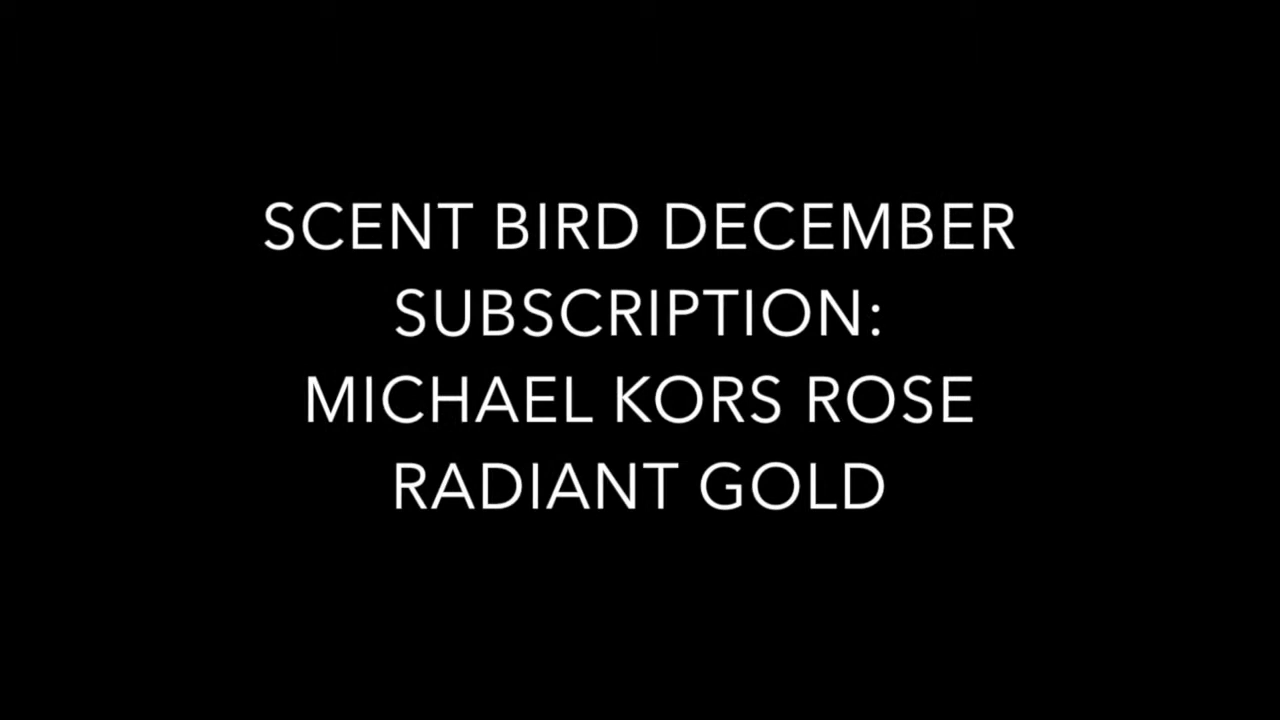 SCENT BIRD DECEMBER
SUBSCRIPTION:
MICHAEL KORS ROSE
RADIANT GOLD